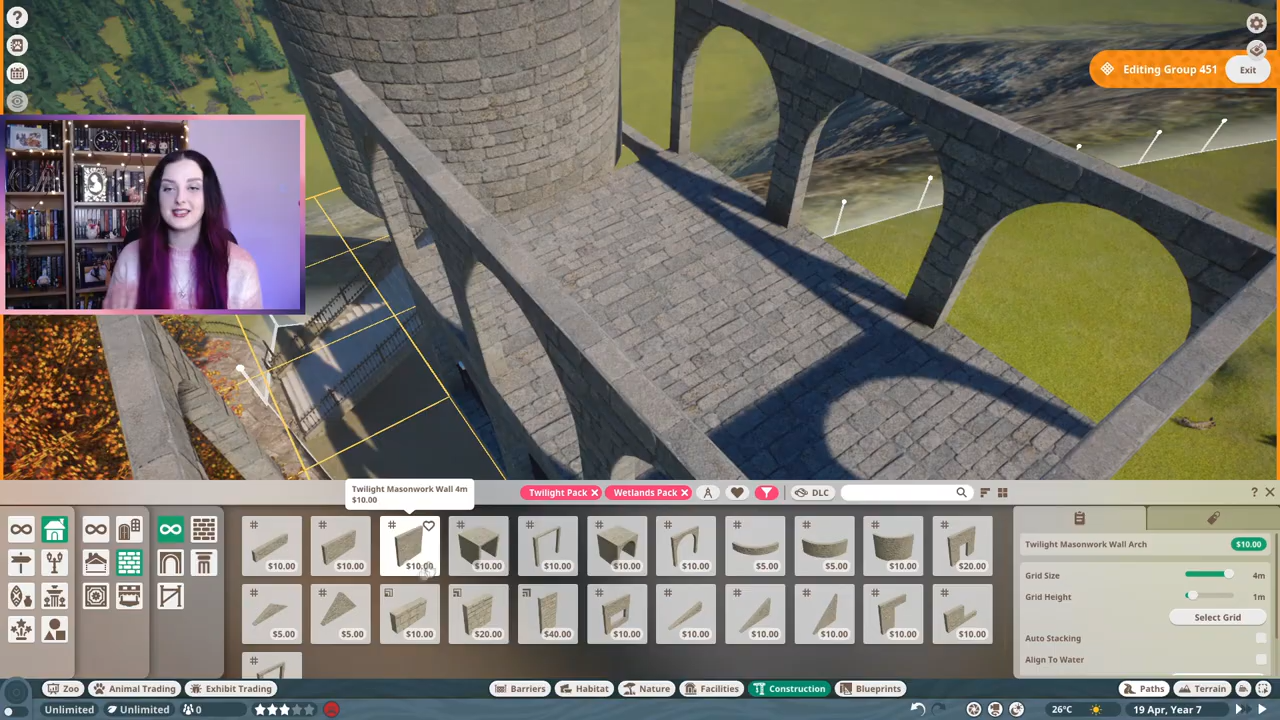 ?
Editing Group 451
Exit
Twilight Masonwork Wall 4m
$10.00
Twilight Pack ×
Wetlands Pack ×
DLC
? ×
$10.00
$10.00
$10.00
$10.00
$10.00
$10.00
$10.00
$5.00
$5.00
$10.00
$20.00
$5.00
$5.00
$10.00
$20.00
$40.00
$10.00
$10.00
$10.00
$10.00
$10.00
$10.00
Twilight Masonwork Wall Arch
$10.00
Grid Size
4m
Grid Height
1m
Select Grid
Auto Stacking
Align To Water
Zoo
Animal Trading
Exhibit Trading
Barriers
Habitat
Nature
Facilities
Construction
Blueprints
Paths
Terrain
Unlimited
Unlimited
0
26°C
19 Apr, Year 7